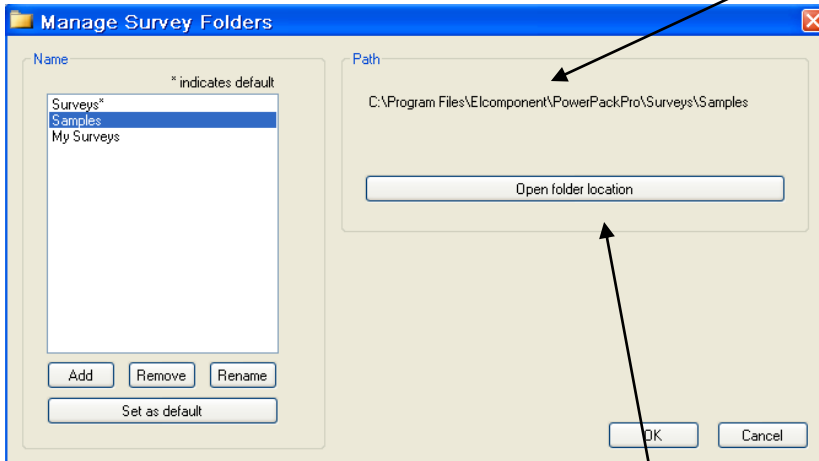 Manage Survey Folders
Name
* indicates default
Surveys*
Samples
My Surveys
Add Remove Rename
Set as default
Path
C:\Program Files\Elcomponent\PowerPackPro\Surveys\Samples
Open folder location
OK Cancel